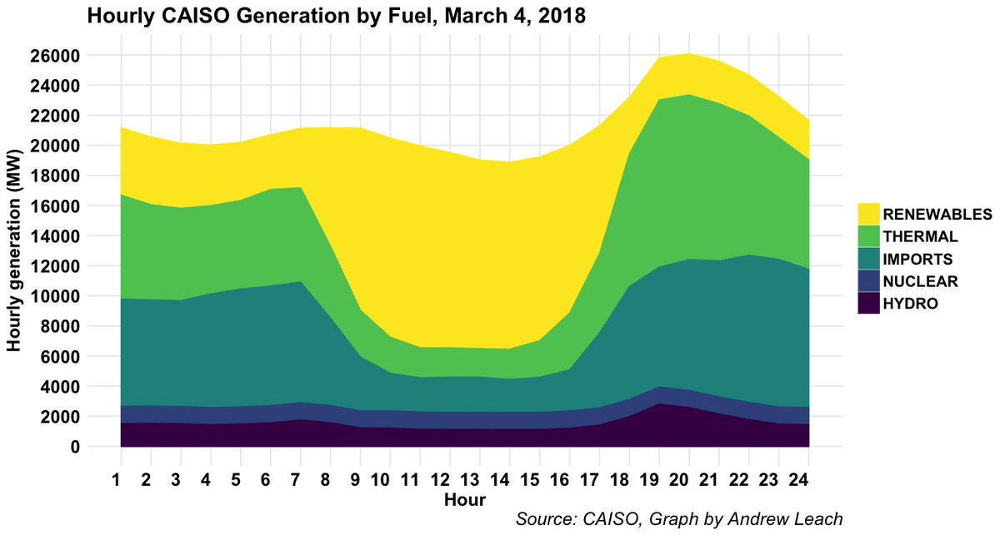 Hourly CAISO Generation by Fuel, March 4, 2018
Hourly generation (MW)
26000
24000
22000
20000
18000
16000
14000
12000
10000
8000
6000
4000
2000
0
1 2 3 4 5 6 7 8 9 10 11 12 13 14 15 16 17 18 19 20 21 22 23 24
Hour
RENEWABLES
THERMAL
IMPORTS
NUCLEAR
HYDRO
Source: CAISO, Graph by Andrew Leach